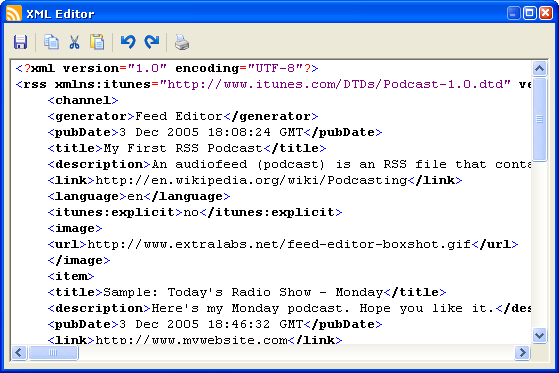 XML Editor
<?xml version="1.0" encoding="UTF-8"?>
<rss xmlns:itunes="http://www.itunes.com/DTDs/Podcast-1.0.dtd" ve
<channel>
<generator>Feed Editor</generator>
<pubDate>3 Dec 2005 18:08:24 GMT</pubDate>
<title>My First RSS Podcast</title>
<description>An audiofeed (podcast) is an RSS file that conta
<link>http://en.wikipedia.org/wiki/Podcasting</link>
<language>en</language>
<itunes:explicit>no</itunes:explicit>
<image>
<url>http://www.extralabs.net/feed-editor-boxshot.gif</url>
</image>
<item>
<title>Sample: Today's Radio Show - Monday</title>
<description>Here's my Monday podcast. Hope you like it.</des
<pubDate>3 Dec 2005 18:46:32 GMT</pubDate>
<link>http://www.mywebsite.com</link>